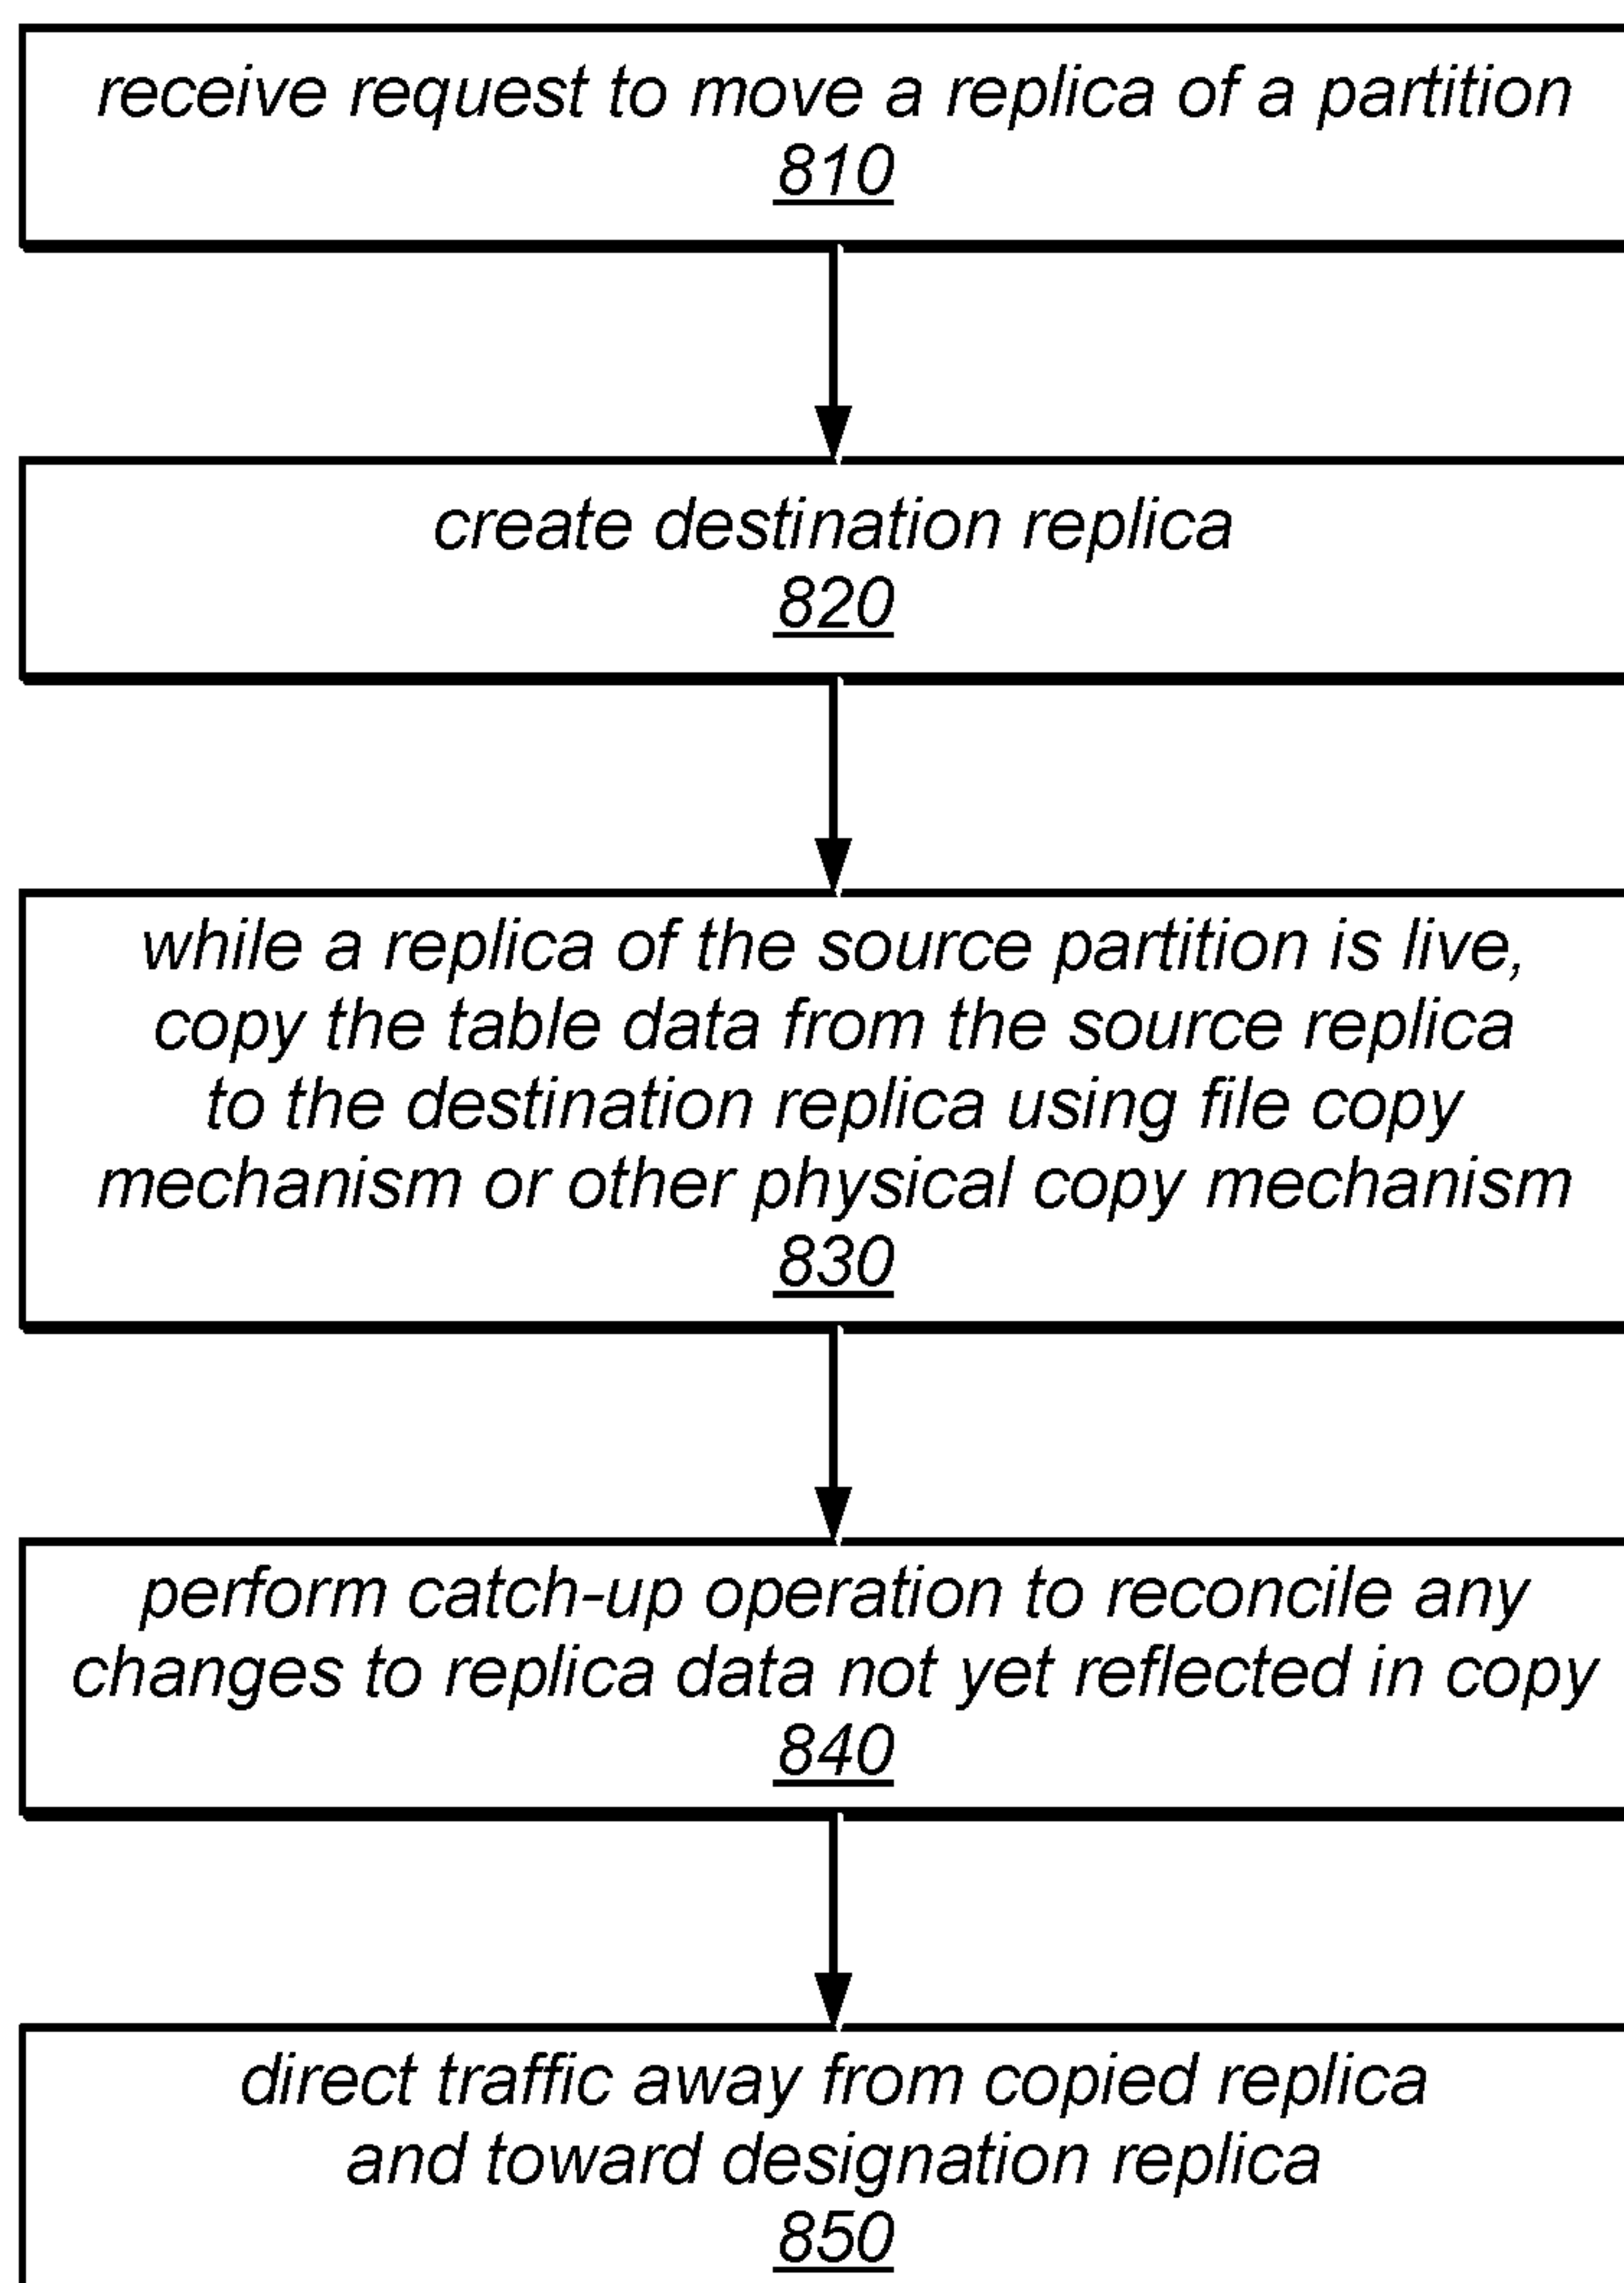 receive request to move a replica of a partition
810
create destination replica
820
while a replica of the source partition is live,
copy the table data from the source replica
to the destination replica using file copy
mechanism or other physical copy mechanism
830
perform catch-up operation to reconcile any
changes to replica data not yet reflected in copy
840
direct traffic away from copied replica
and toward designation replica
850